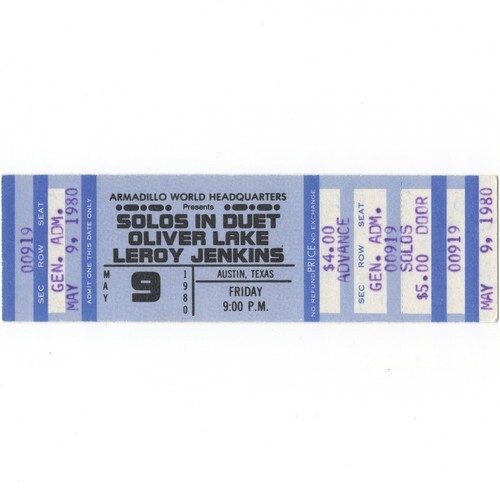 00919
SEC ROW SEAT
GEN. ADM.
MAY 9, 1980
ADMIT ONE THIS DATE ONLY
ARMADILLO WORLD HEADQUARTERS
Presents
SOLOS IN DUET
OLIVER LAKE
LEROY JENKINS
MAY
9
1980
AUSTIN, TEXAS
FRIDAY
9:00 P.M.
NO REFUND PRICE NO EXCHANGE
$4.00
ADVANCE
SEC ROW SEAT
GEN. ADM.
00919
SOLOS
$5.00 DOOR
00919
MAY 9, 1980